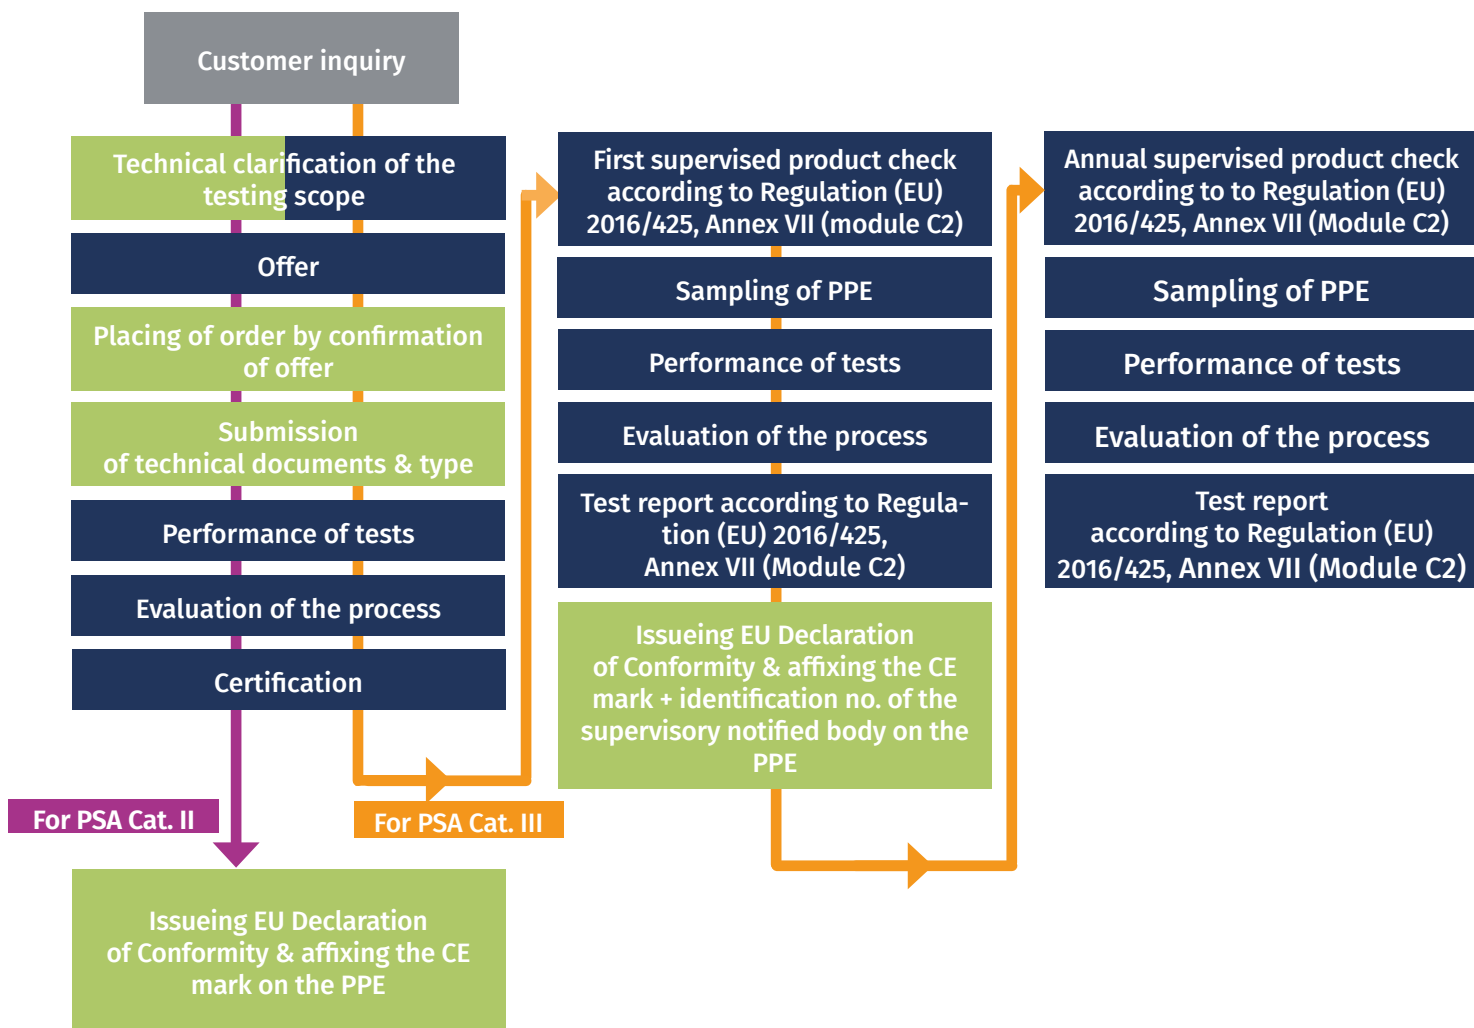 Customer inquiry
Technical clarification of the
testing scope
Offer
Placing of order by confirmation
of offer
Submission
of technical documents & type
Performance of tests
Evaluation of the process
Certification
For PSA Cat. II
For PSA Cat. III
Issueing EU Declaration
of Conformity & affixing the CE
mark on the PPE
First supervised product check
according to Regulation (EU)
2016/425, Annex VII (module C2)
Sampling of PPE
Performance of tests
Evaluation of the process
Test report according to Regula-
tion (EU) 2016/425,
Annex VII (Module C2)
Issueing EU Declaration
of Conformity & affixing the CE
mark + identification no. of the
supervisory notified body on the
PPE
Annual supervised product check
according to to Regulation (EU)
2016/425, Annex VII (Module C2)
Sampling of PPE
Performance of tests
Evaluation of the process
Test report
according to Regulation (EU)
2016/425, Annex VII (Module C2)